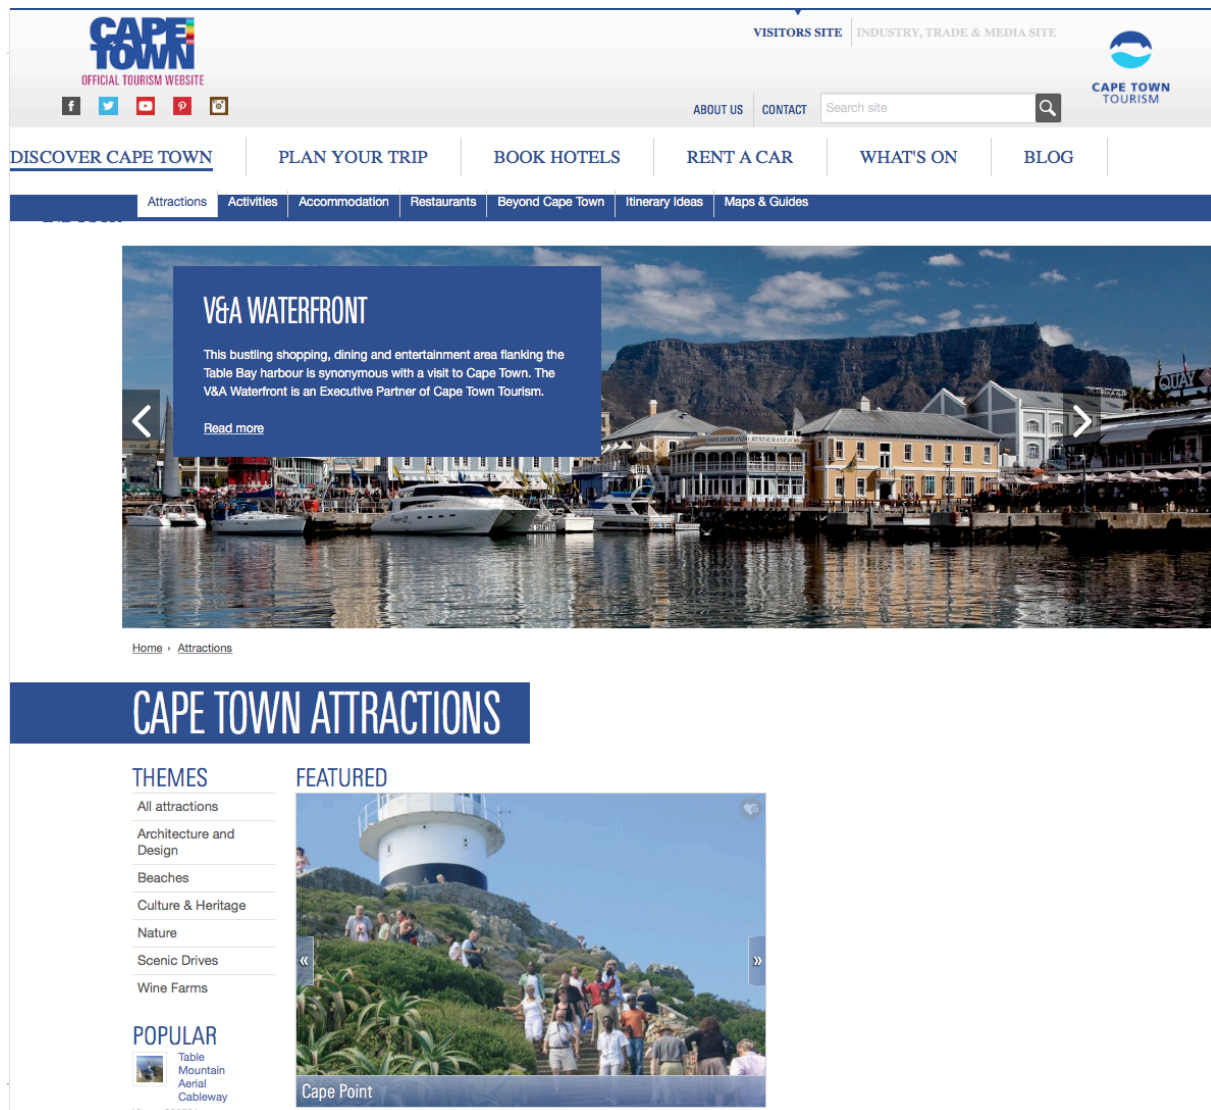 CAPE
TOWN
OFFICIAL TOURISM WEBSITE
VISITORS SITE
INDUSTRY, TRADE & MEDIA SITE
CAPE TOWN
TOURISM
ABOUT US
CONTACT
Search site
DISCOVER CAPE TOWN
PLAN YOUR TRIP
BOOK HOTELS
RENT A CAR
WHAT'S ON
BLOG
Attractions
Activities
Accommodation
Restaurants
Beyond Cape Town
Itinerary Ideas
Maps & Guides
V&A WATERFRONT
This bustling shopping, dining and entertainment area flanking the
Table Bay harbour is synonymous with a visit to Cape Town. The
V&A Waterfront is an Executive Partner of Cape Town Tourism.
Read more
QUAY
Home › Attractions
CAPE TOWN ATTRACTIONS
THEMES
All attractions
Architecture and
Design
Beaches
Culture & Heritage
Nature
Scenic Drives
Wine Farms
POPULAR
Table
Mountain
Aerial
Cableway
FEATURED
«
»
Cape Point